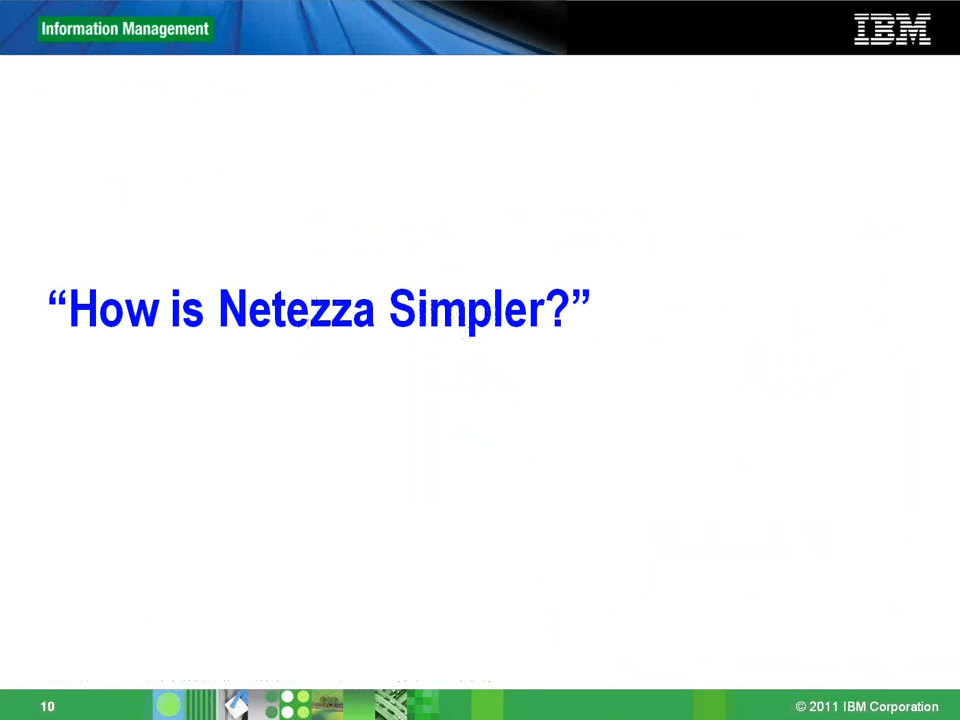 Information Management
IBM
“How is Netezza Simpler?”
10
© 2011 IBM Corporation